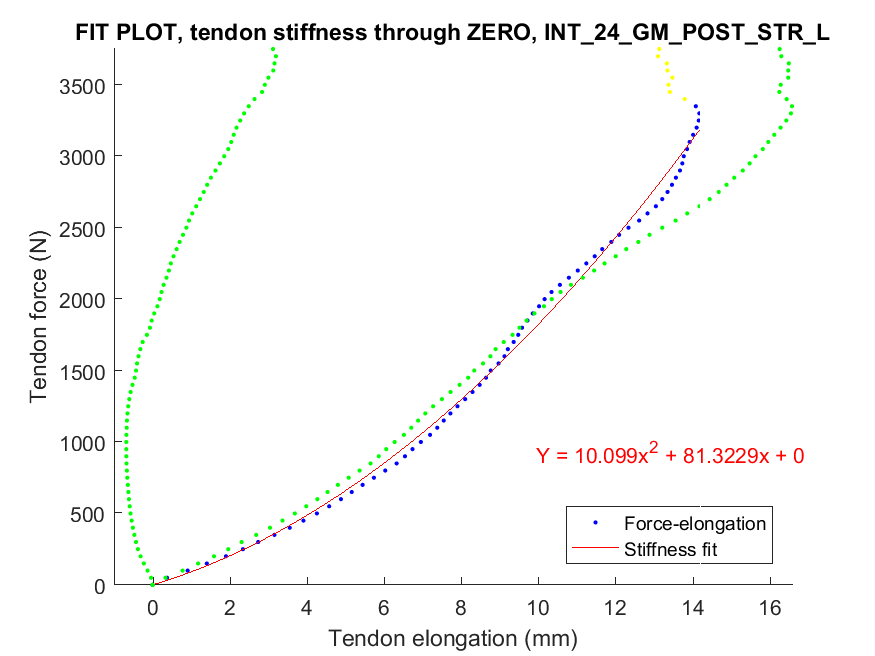 FIT PLOT, tendon stiffness through ZERO, INT_24_GM_POST_STR_L
3500
3000
2500
2000
1500
1000
500
0
Tendon force (N)
Y = 10.099x² + 81.3229x + 0
Force-elongation
Stiffness fit
0 2 4 6 8 10 12 14 16
Tendon elongation (mm)